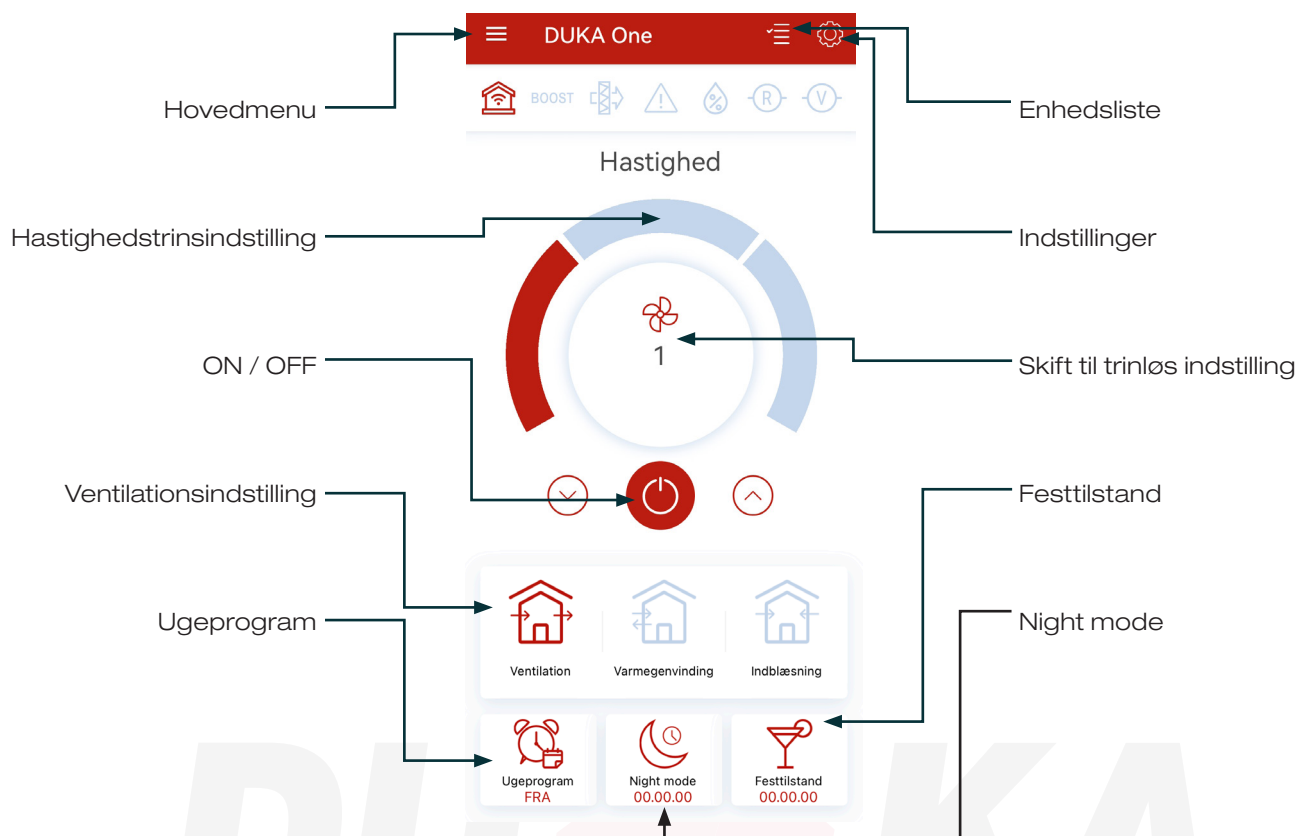 DUKA One
BOOST
R
V
Hovedmenu
Enhedsliste
Hastighed
Hastighedstrinsindstilling
Indstillinger
1
ON / OFF
Skift til trinløs indstilling
Ventilationsindstilling
Festtilstand
Ugeprogram
Night mode
Ventilation
Varmegenvinding
Indblæsning
Ugeprogram
FRA
Night mode
00.00.00
Festtilstand
00.00.00